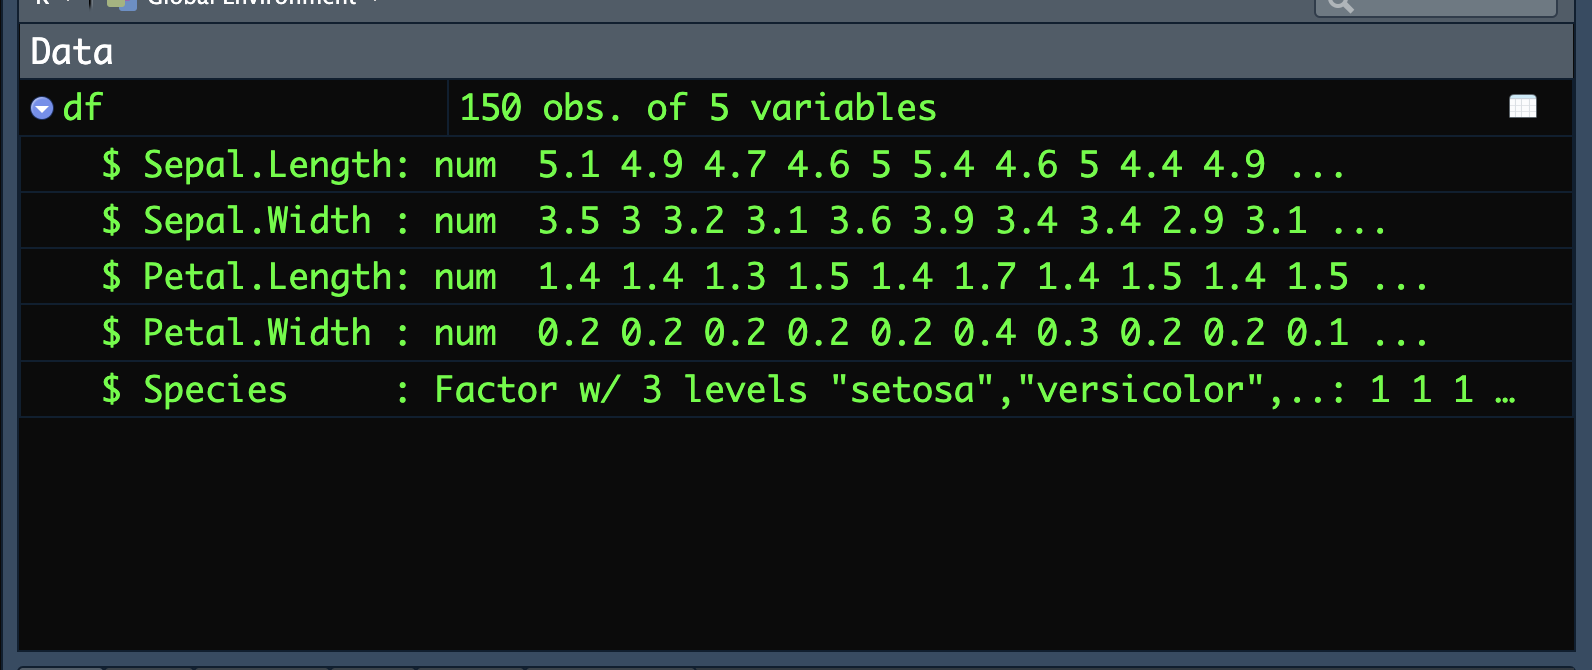 R Global Environment
Data
df 150 obs. of 5 variables
$ Sepal.Length: num 5.1 4.9 4.7 4.6 5 5.4 4.6 5 4.4 4.9 ...
$ Sepal.Width : num 3.5 3 3.2 3.1 3.6 3.9 3.4 3.4 2.9 3.1 ...
$ Petal.Length: num 1.4 1.4 1.3 1.5 1.4 1.7 1.4 1.5 1.4 1.5 ...
$ Petal.Width : num 0.2 0.2 0.2 0.2 0.2 0.4 0.3 0.2 0.2 0.1 ...
$ Species : Factor w/ 3 levels "setosa","versicolor",..: 1 1 1 …